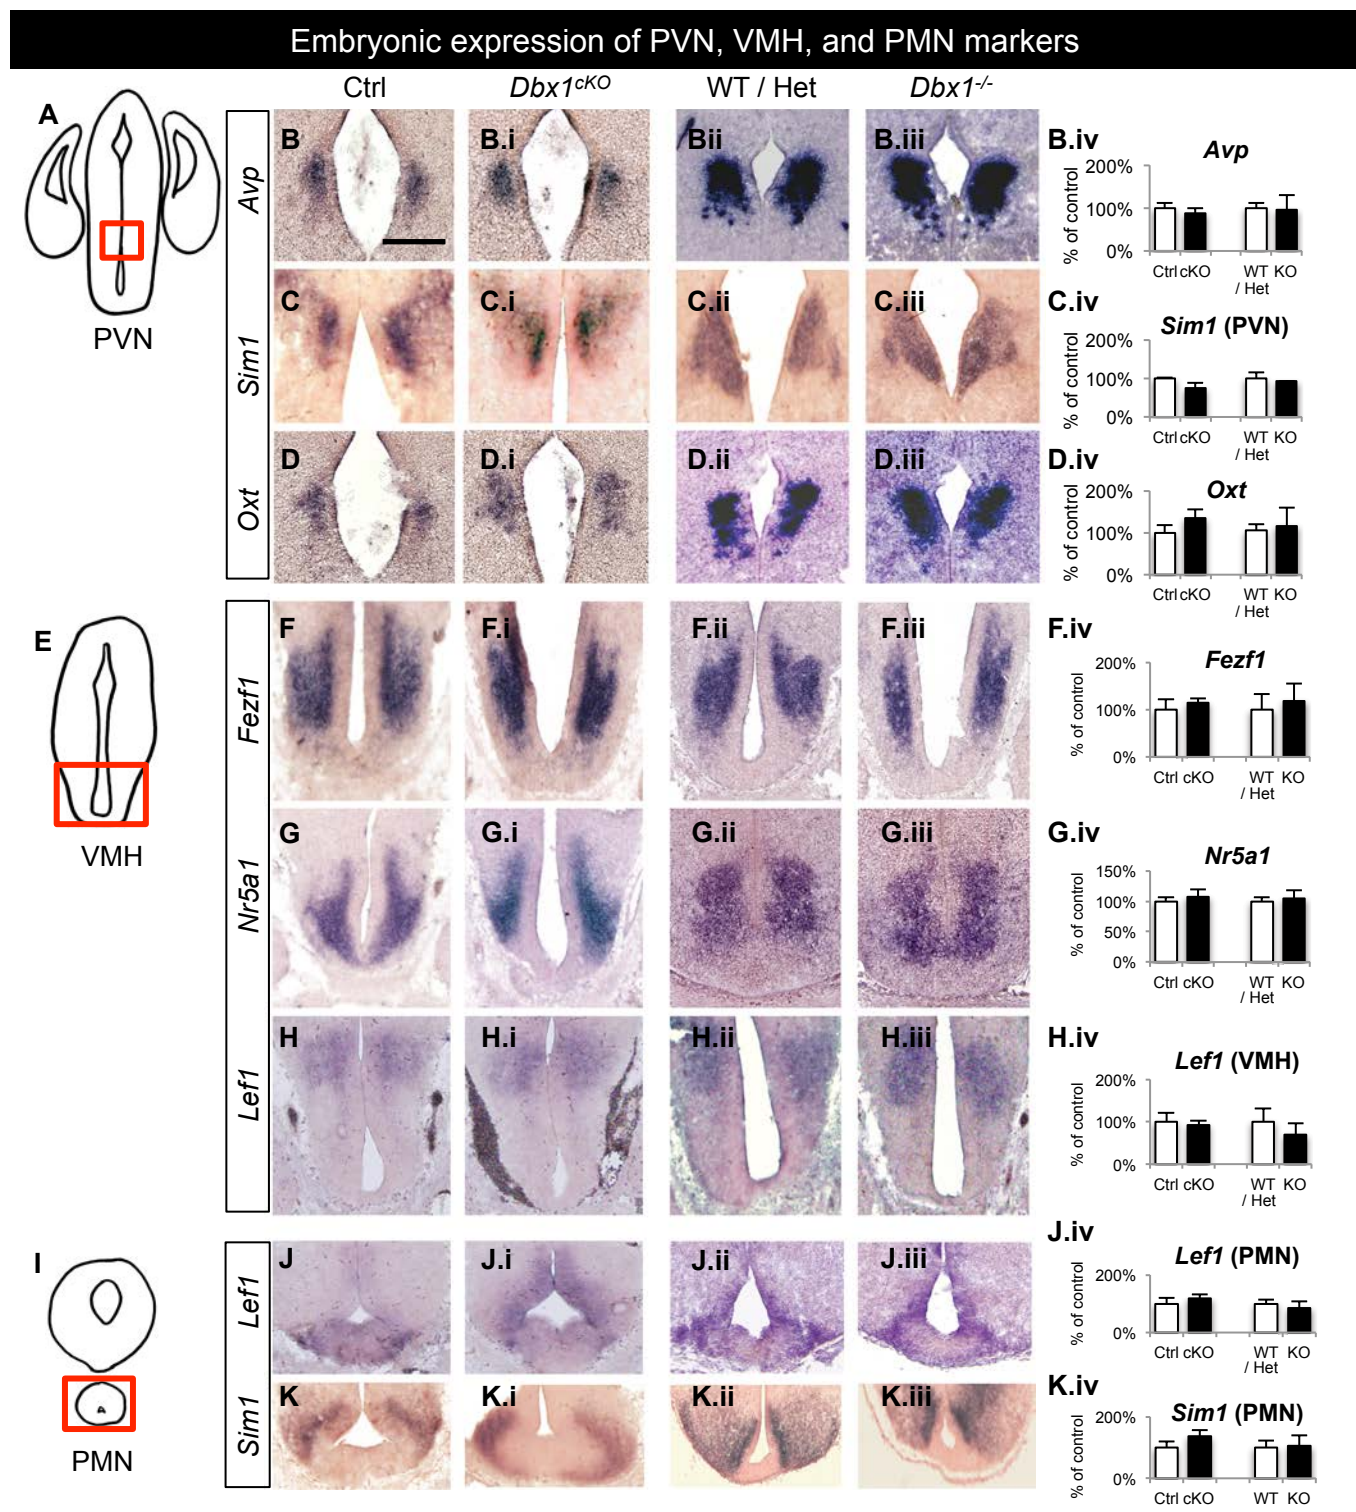 Embryonic expression of PVN, VMH, and PMN markers
Ctrl Dbx1cKO WT / Het Dbx1-/-
A
PVN
Avp
B B.i Bii B.iii B.iv
Avp
% of control
200%
100%
0%
Ctrl cKO WT / Het KO
Sim1
C C.i C.ii C.iii C.iv
Sim1 (PVN)
% of control
200%
100%
0%
Ctrl cKO WT / Het KO
Oxt
D D.i D.ii D.iii D.iv
Oxt
% of control
200%
100%
0%
Ctrl cKO WT / Het KO
E
VMH
Fezf1
F F.i F.ii F.iii F.iv
Fezf1
% of control
200%
100%
0%
Ctrl cKO WT / Het KO
Nr5a1
G G.i G.ii G.iii G.iv
Nr5a1
% of control
150%
100%
50%
0%
Ctrl cKO WT / Het KO
Lef1
H H.i H.ii H.iii H.iv
Lef1 (VMH)
% of control
200%
100%
0%
Ctrl cKO WT / Het KO
I
PMN
Lef1
J J.i J.ii J.iii J.iv
Lef1 (PMN)
% of control
200%
100%
0%
Ctrl cKO WT / Het KO
Sim1
K K.i K.ii K.iii K.iv
Sim1 (PMN)
% of control
200%
100%
0%
Ctrl cKO WT KO